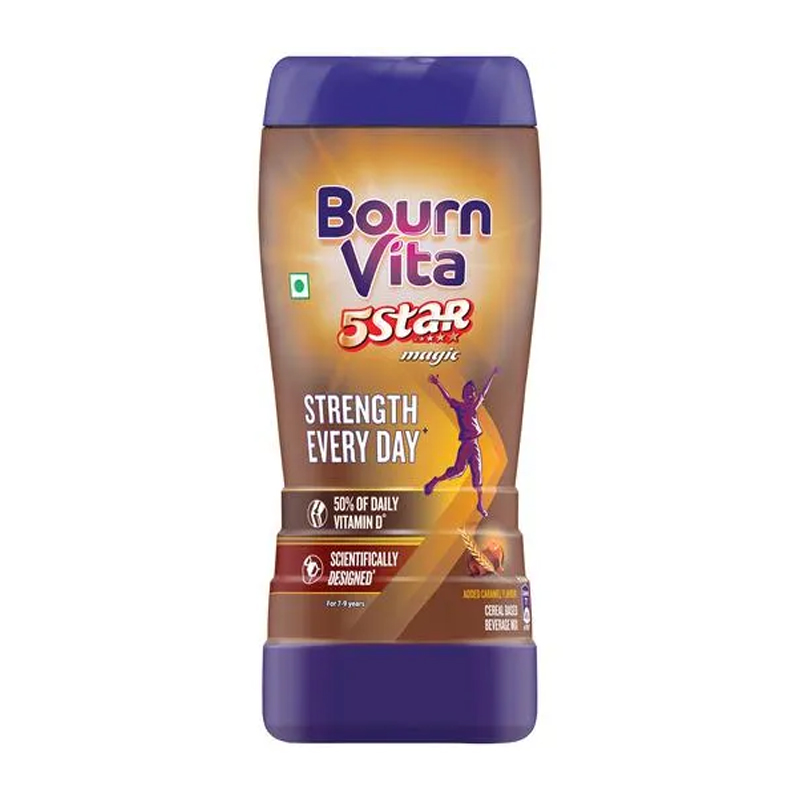 Bourn
Vita
5Star
magic
STRENGTH
EVERY DAY+
50% OF DAILY
VITAMIN D*
SCIENTIFICALLY
DESIGNED
For 7-9 years
ADDED CARAMEL FLAVOUR
CEREAL BASED
BEVERAGE MIX